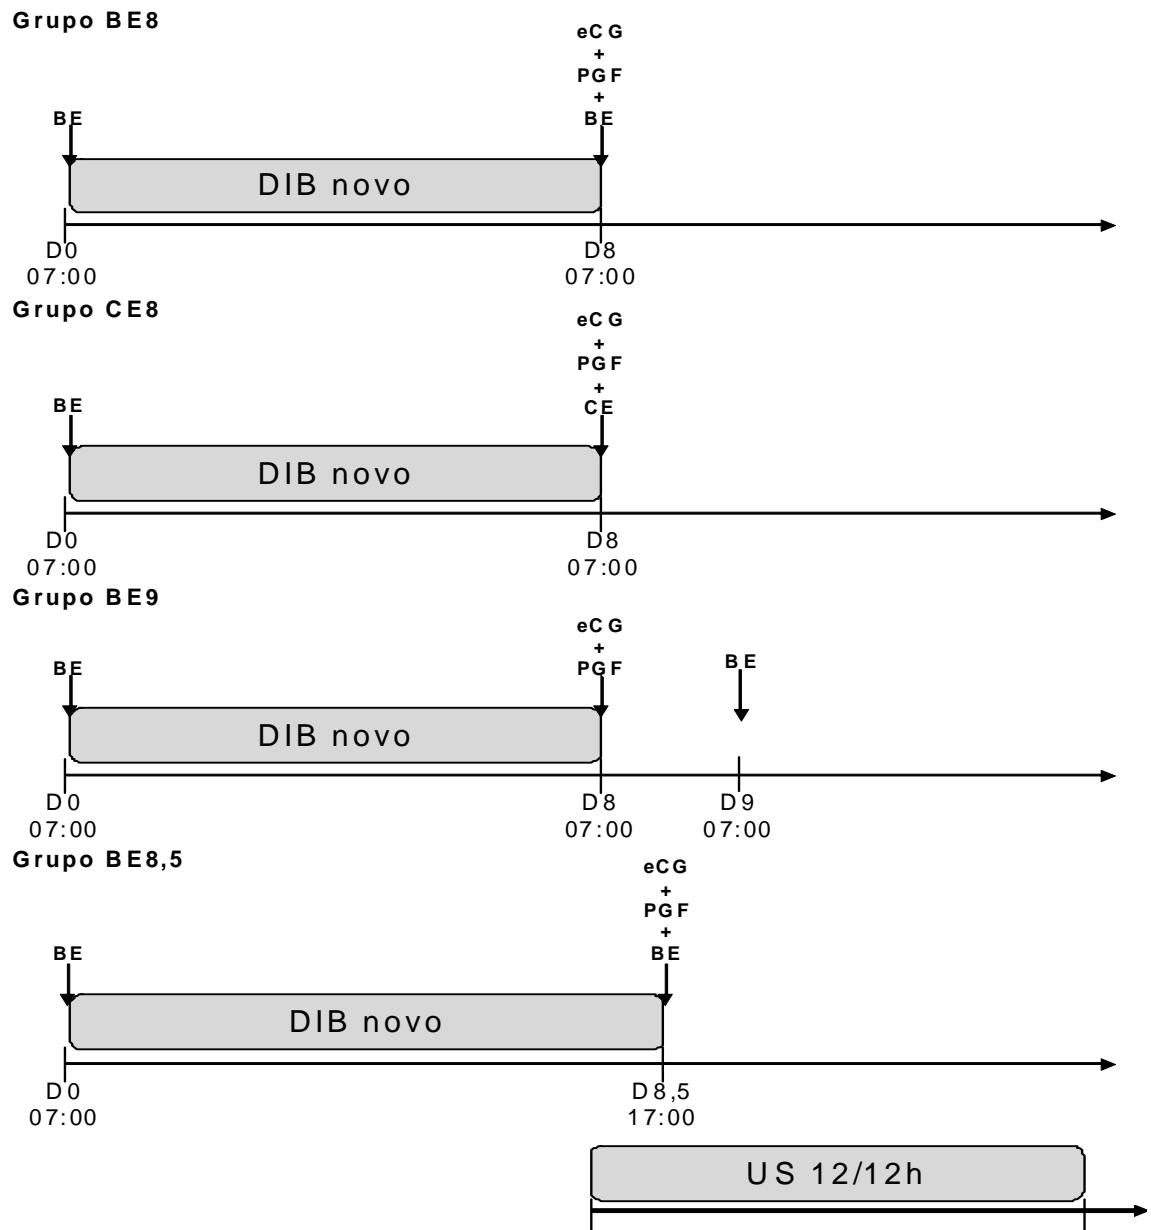 Grupo BE8
eCG
+
PGF
+
BE
BE
DIB novo
D0
07:00
D8
07:00
Grupo CE8
eCG
+
PGF
+
CE
BE
DIB novo
D0
07:00
D8
07:00
Grupo BE9
eCG
+
PGF
BE
BE
DIB novo
D0
07:00
D8
07:00
D9
07:00
Grupo BE8,5
eCG
+
PGF
+
BE
BE
DIB novo
D0
07:00
D8,5
17:00
US 12/12h